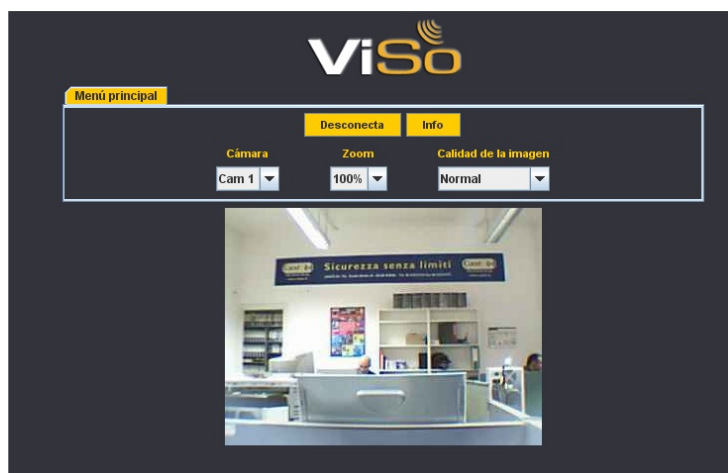 ViSo
Menú principal
Desconecta Info
Cámara Zoom Calidad de la imagen
Cam 1 100% Normal
Sicurezza senza limiti